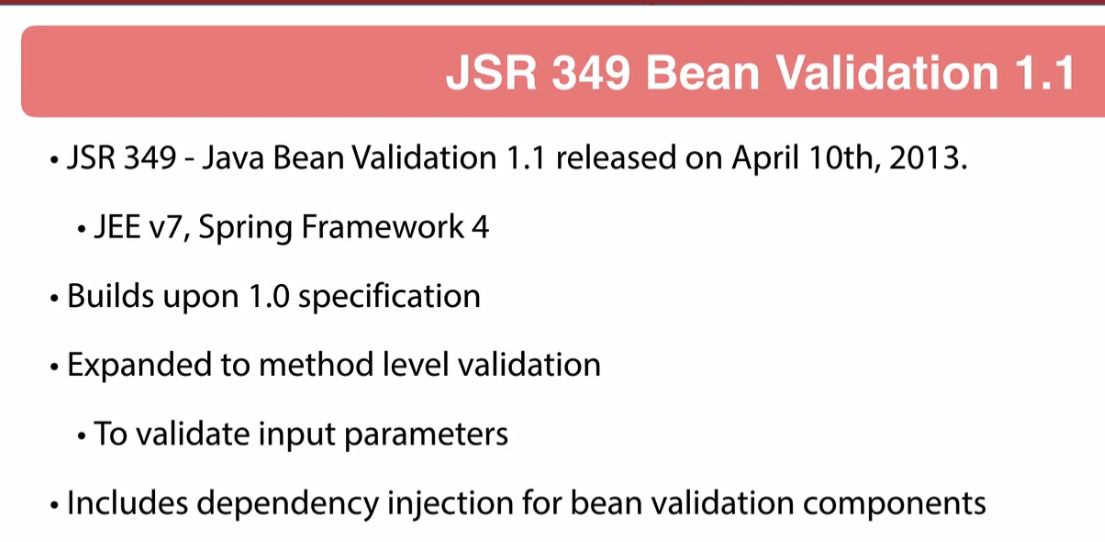 JSR 349 Bean Validation 1.1
• JSR 349 - Java Bean Validation 1.1 released on April 10th, 2013.
• JEE v7, Spring Framework 4
• Builds upon 1.0 specification
• Expanded to method level validation
• To validate input parameters
• Includes dependency injection for bean validation components